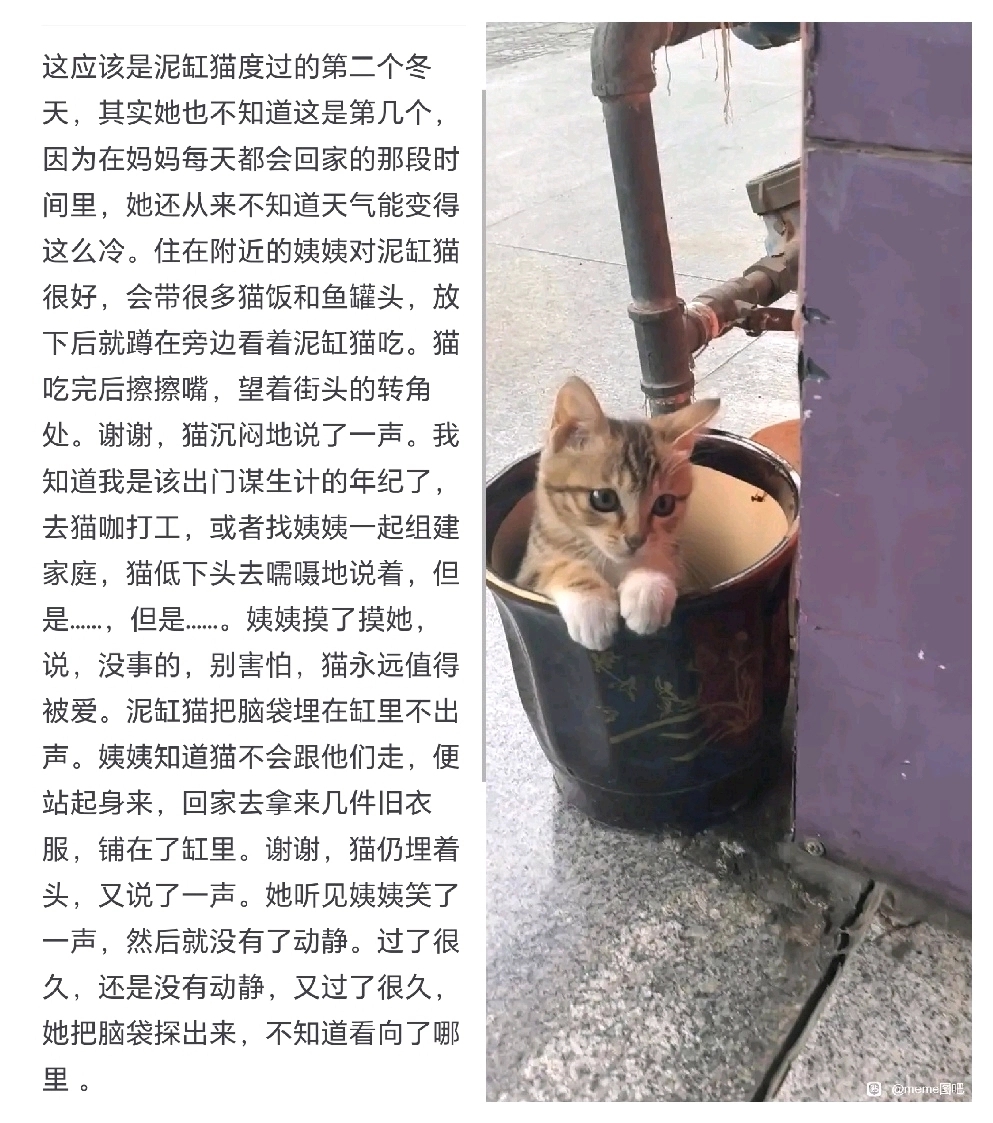 这应该是泥缸猫度过的第二个冬
天，其实她也不知道这是第几个，
因为在妈妈每天都会回家的那段时
间里，她还从来不知道天气能变得
这么冷。住在附近的姨姨对泥缸猫
很好，会带很多猫饭和鱼罐头，放
下后就蹲在旁边看着泥缸猫吃。猫
吃完后擦擦嘴，望着街头的转角
处。谢谢，猫沉闷地说了一声。我
知道我是该出门谋生计的年纪了，
去猫咖打工，或者找姨姨一起组建
家庭，猫低下头去嚅嗫地说着，但
是……，但是……。姨姨摸了摸她，
说，没事的，别害怕，猫永远值得
被爱。泥缸猫把脑袋埋在缸里不出
声。姨姨知道猫不会跟他们走，便
站起身来，回家去拿来几件旧衣
服，铺在了缸里。谢谢，猫仍埋着
头，又说了一声。她听见姨姨笑了
一声，然后就没有了动静。过了很
久，还是没有动静，又过了很久，
她把脑袋探出来，不知道看向了哪
里 。
@meme图吧